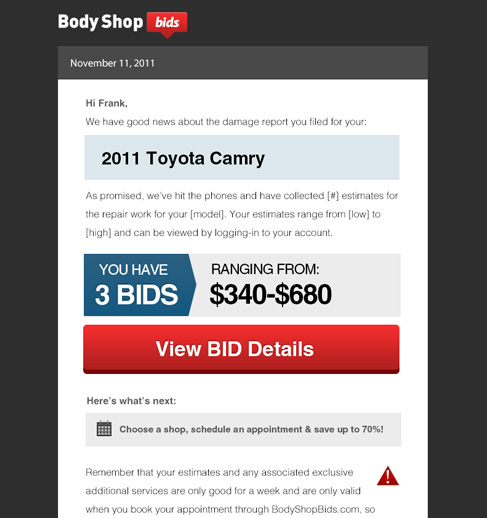 Body Shop bids
November 11, 2011
Hi Frank,
We have good news about the damage report you filed for your:
2011 Toyota Camry
As promised, we've hit the phones and have collected [#] estimates for
the repair work for your [model]. Your estimates range from [low] to
[high] and can be viewed by logging-in to your account.
YOU HAVE
3 BIDS
RANGING FROM:
$340-$680
View BID Details
Here's what's next:
Choose a shop, schedule an appointment & save up to 70%!
Remember that your estimates and any associated exclusive
additional services are only good for a week and are only valid
when you book your appointment through BodyShopBids.com, so